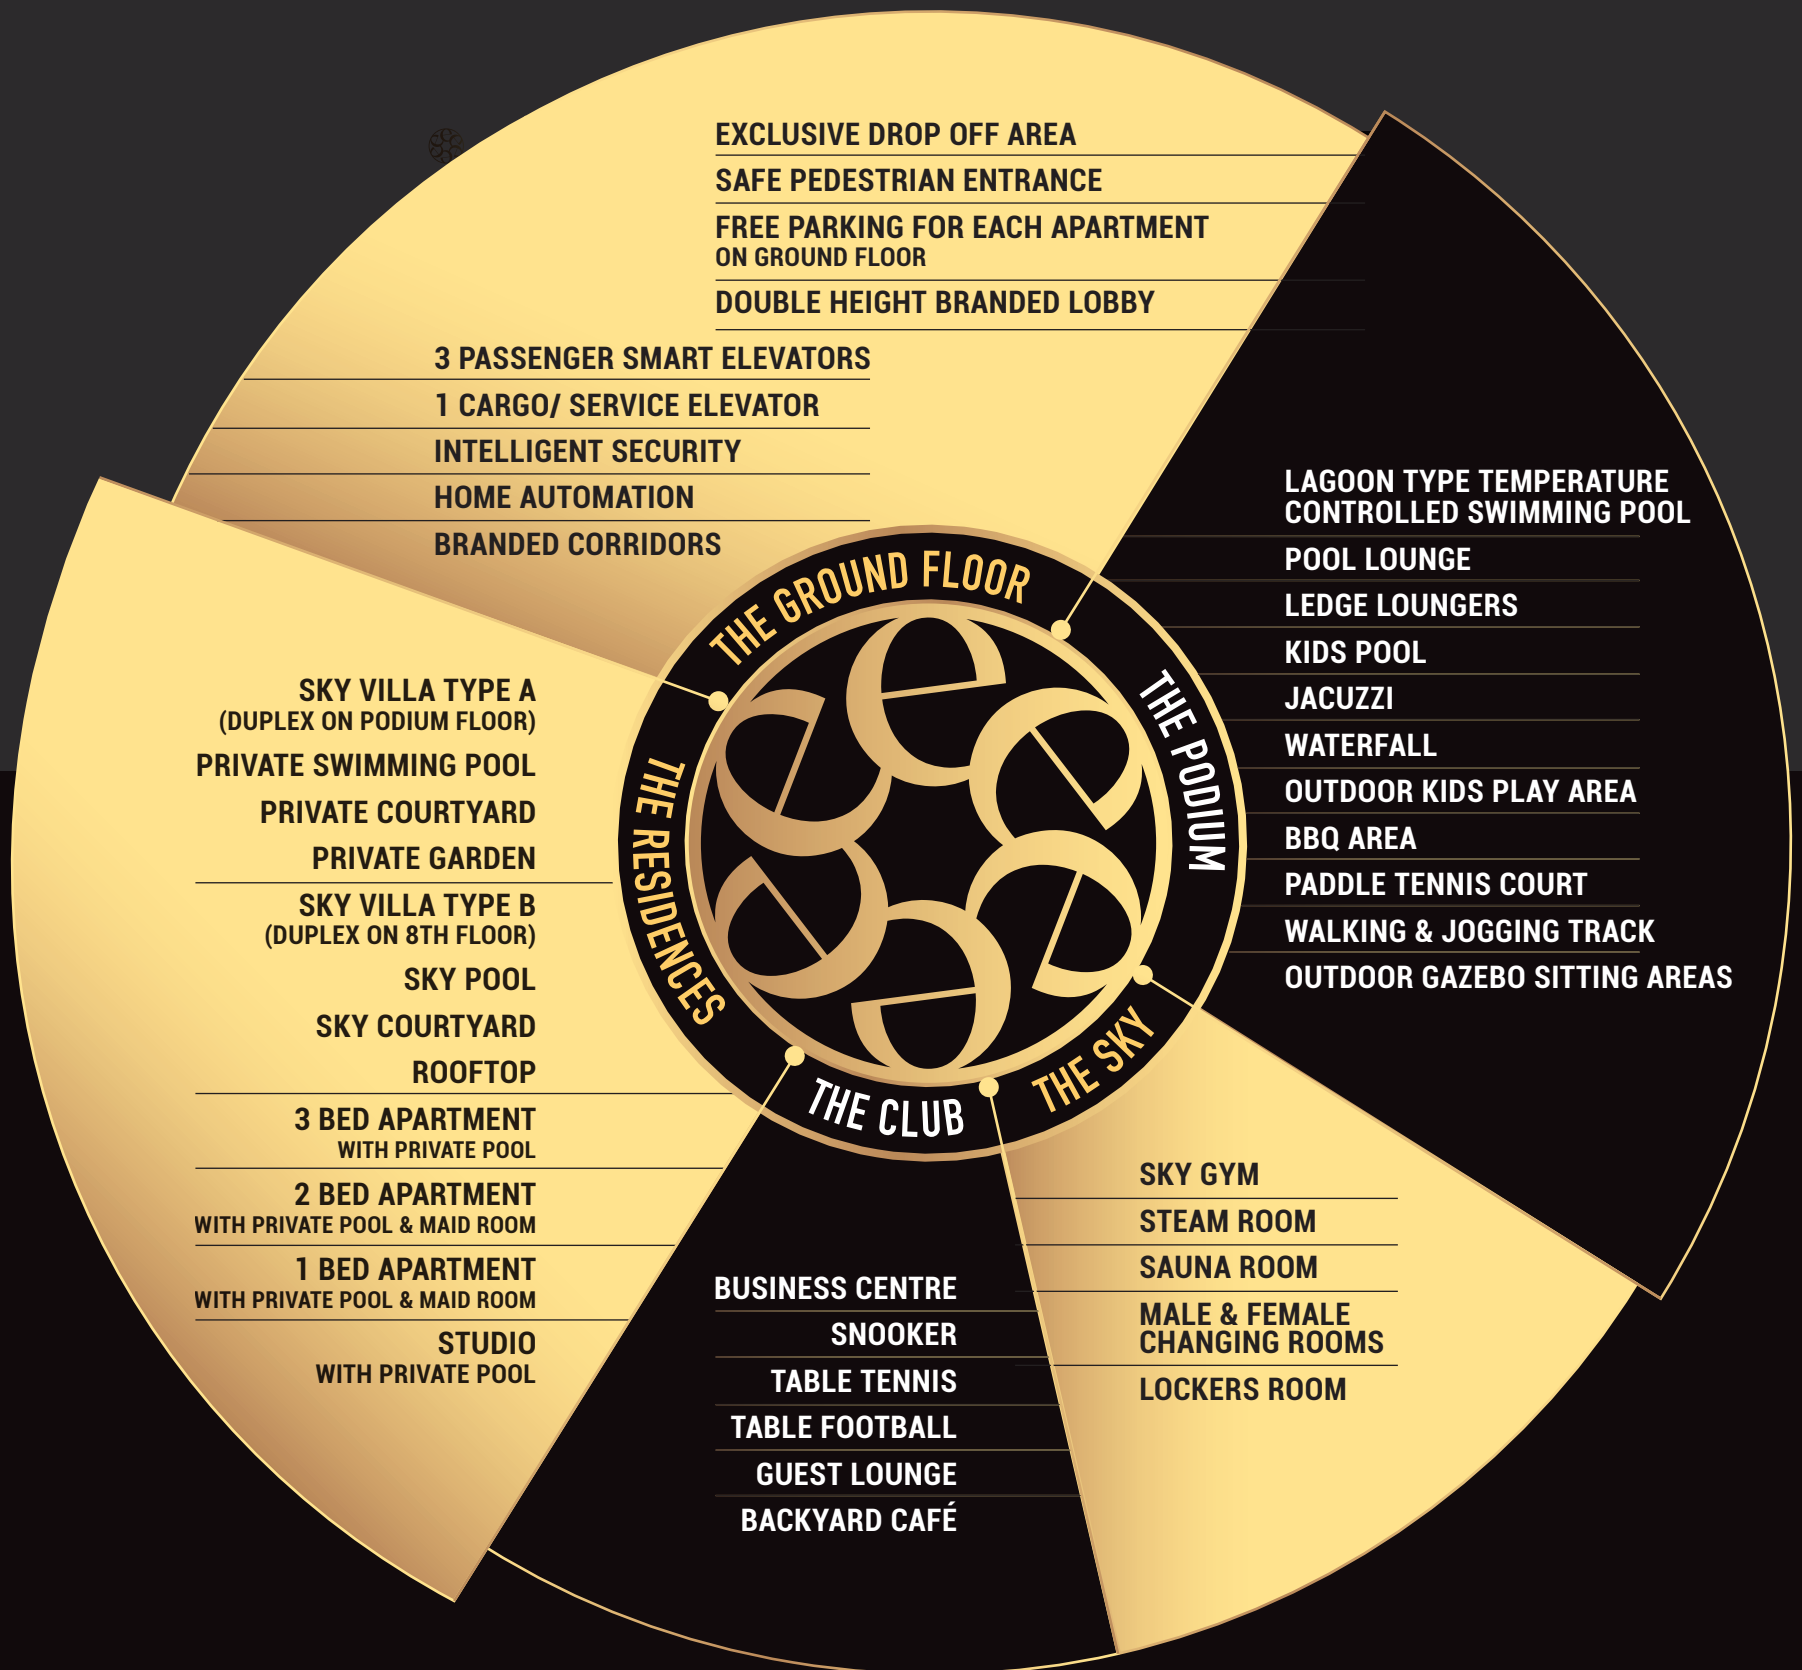 EXCLUSIVE DROP OFF AREA
SAFE PEDESTRIAN ENTRANCE
FREE PARKING FOR EACH APARTMENT
ON GROUND FLOOR
DOUBLE HEIGHT BRANDED LOBBY
3 PASSENGER SMART ELEVATORS
1 CARGO/ SERVICE ELEVATOR
INTELLIGENT SECURITY
HOME AUTOMATION
BRANDED CORRIDORS
THE GROUND FLOOR
THE PODIUM
LAGOON TYPE TEMPERATURE
CONTROLLED SWIMMING POOL
POOL LOUNGE
LEDGE LOUNGERS
KIDS POOL
JACUZZI
WATERFALL
OUTDOOR KIDS PLAY AREA
BBQ AREA
PADDLE TENNIS COURT
WALKING & JOGGING TRACK
OUTDOOR GAZEBO SITTING AREAS
THE SKY
SKY GYM
STEAM ROOM
SAUNA ROOM
MALE & FEMALE
CHANGING ROOMS
LOCKERS ROOM
THE CLUB
BUSINESS CENTRE
SNOOKER
TABLE TENNIS
TABLE FOOTBALL
GUEST LOUNGE
BACKYARD CAFÉ
THE RESIDENCES
SKY VILLA TYPE A
(DUPLEX ON PODIUM FLOOR)
PRIVATE SWIMMING POOL
PRIVATE COURTYARD
PRIVATE GARDEN
SKY VILLA TYPE B
(DUPLEX ON 8TH FLOOR)
SKY POOL
SKY COURTYARD
ROOFTOP
3 BED APARTMENT
WITH PRIVATE POOL
2 BED APARTMENT
WITH PRIVATE POOL & MAID ROOM
1 BED APARTMENT
WITH PRIVATE POOL & MAID ROOM
STUDIO
WITH PRIVATE POOL
e
e
e
e
e
e